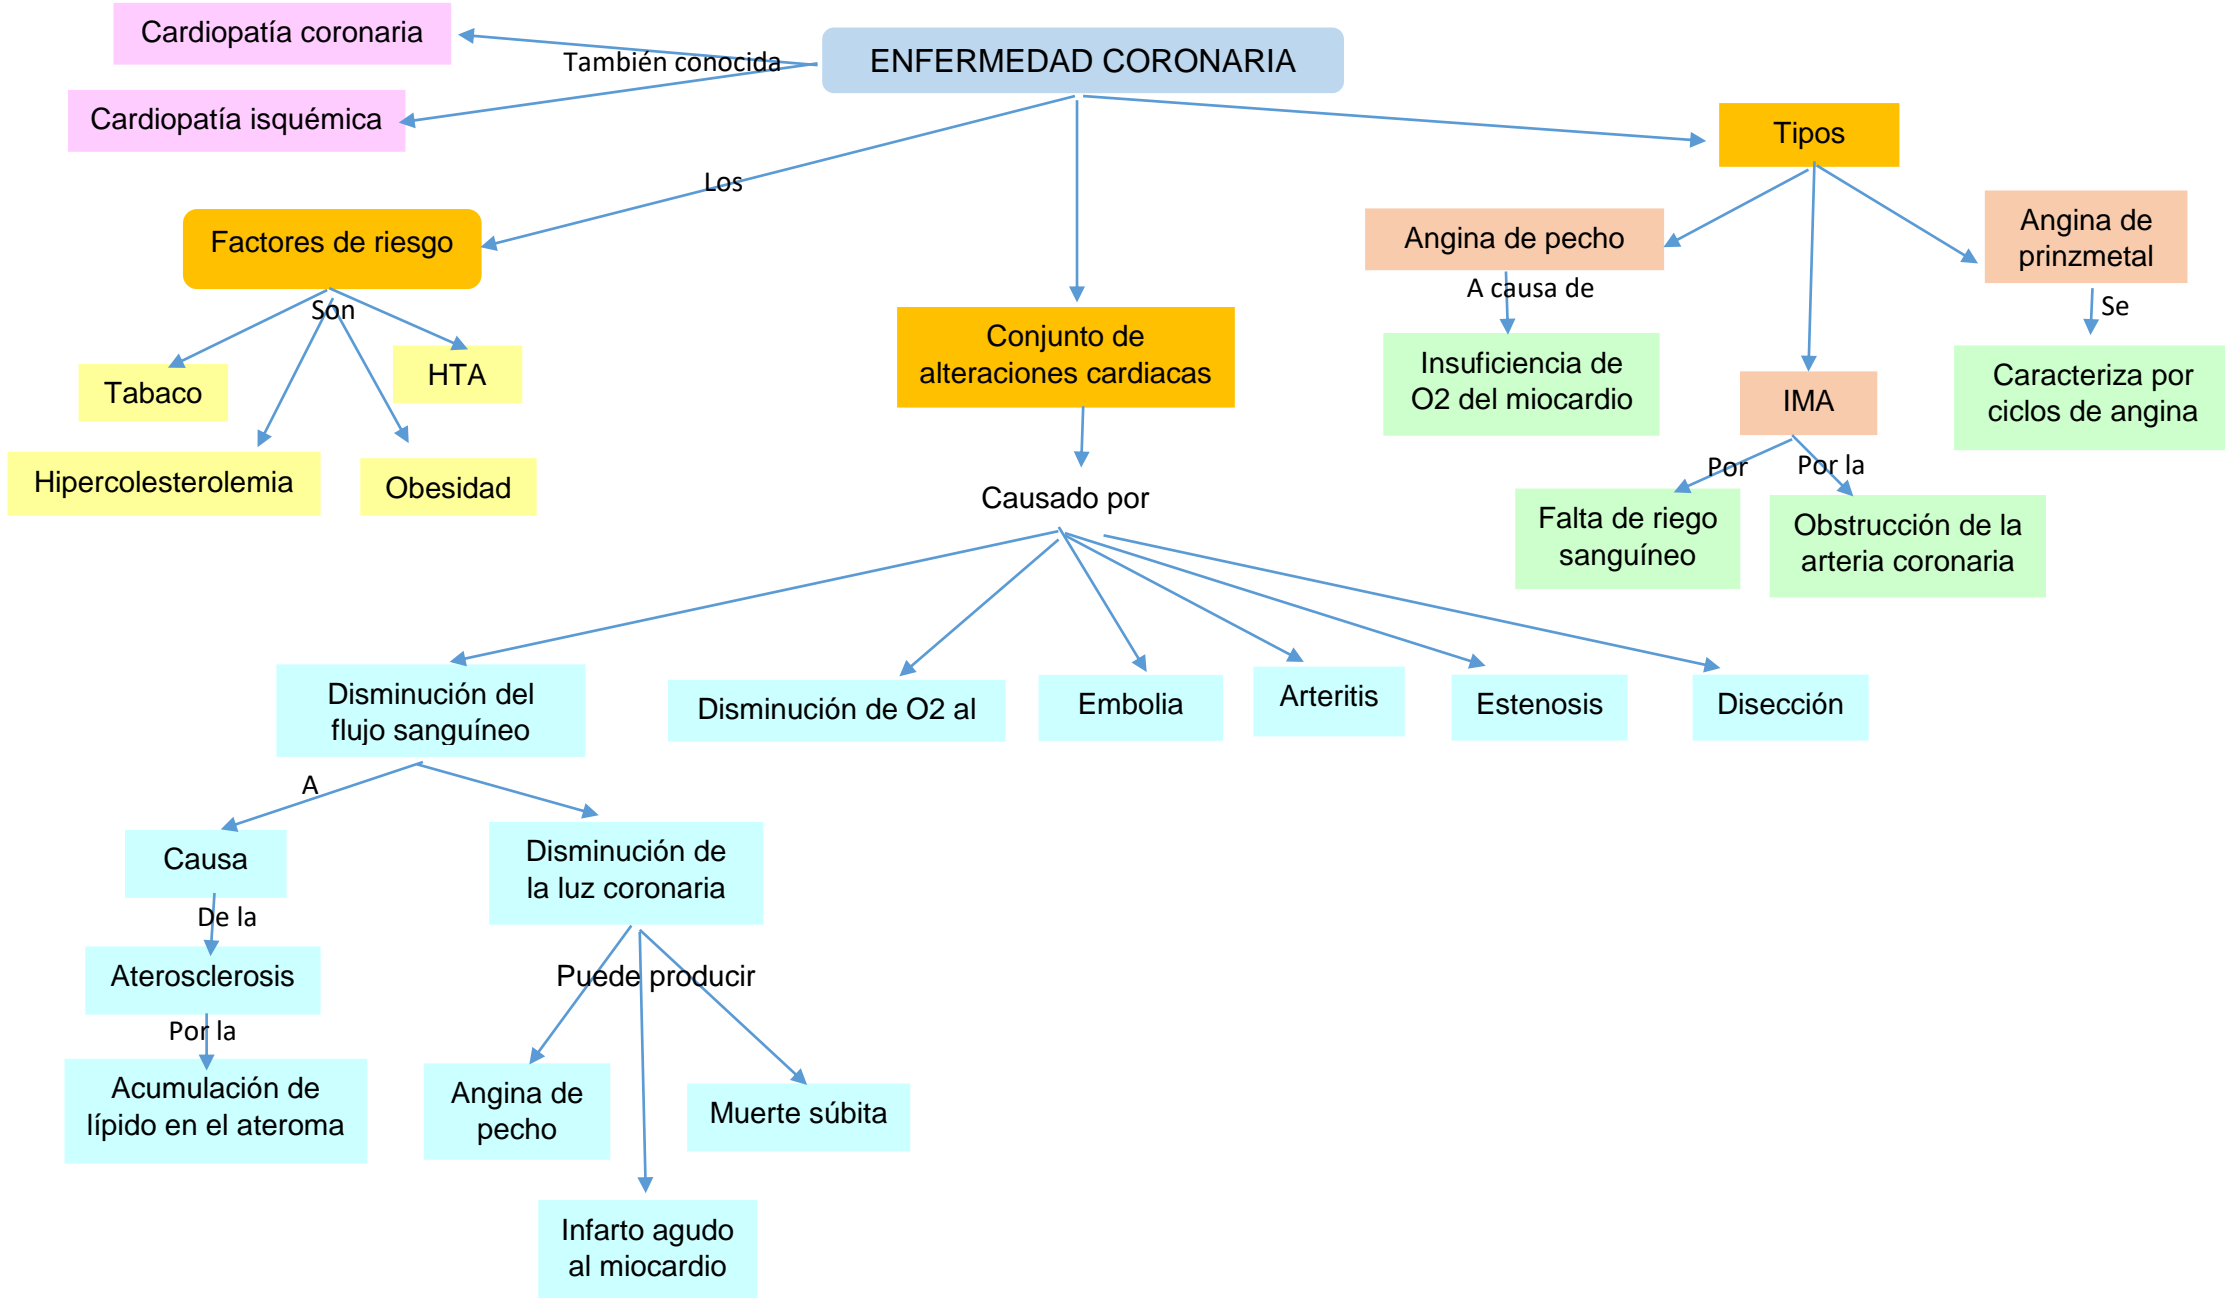 Cardiopatía coronaria
También conocida
ENFERMEDAD CORONARIA
Cardiopatía isquémica
Tipos
Los
Factores de riesgo
Son
Tabaco
HTA
Hipercolesterolemia
Obesidad
Conjunto de
alteraciones cardiacas
Causado por
Angina de pecho
A causa de
Insuficiencia de
O2 del miocardio
IMA
Por
Por la
Falta de riego
sanguíneo
Obstrucción de la
arteria coronaria
Angina de
prinzmetal
Se
Caracteriza por
ciclos de angina
Disminución del
flujo sanguíneo
Disminución de O2 al
Embolia
Arteritis
Estenosis
Disección
A
Causa
De la
Aterosclerosis
Por la
Acumulación de
lípido en el ateroma
Disminución de
la luz coronaria
Puede producir
Angina de
pecho
Muerte súbita
Infarto agudo
al miocardio